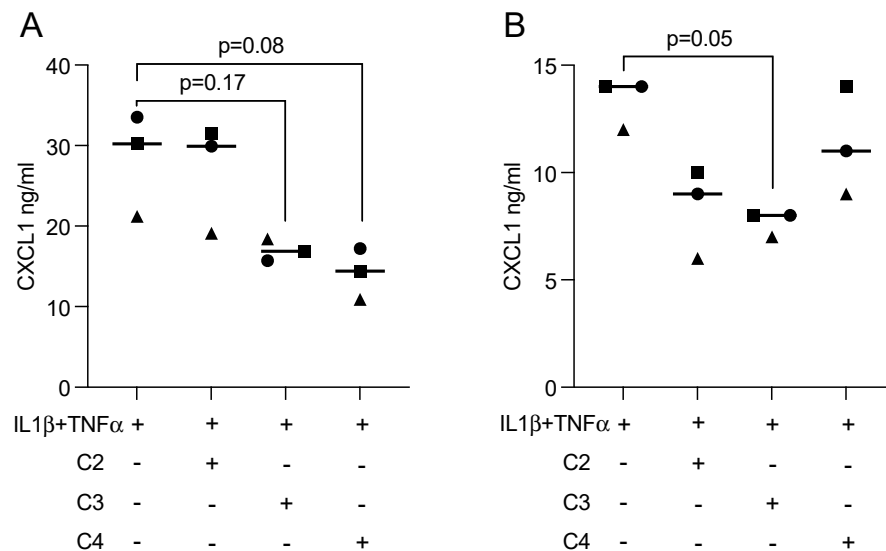 A
p=0.08
p=0.17
CXCL1 ng/ml
40
30
20
10
0
IL1β+TNFα + + + +
C2 - + - -
C3 - - + -
C4 - - - +
B
p=0.05
CXCL1 ng/ml
15
10
5
0
IL1β+TNFα + + + +
C2 - + - -
C3 - - + -
C4 - - - +